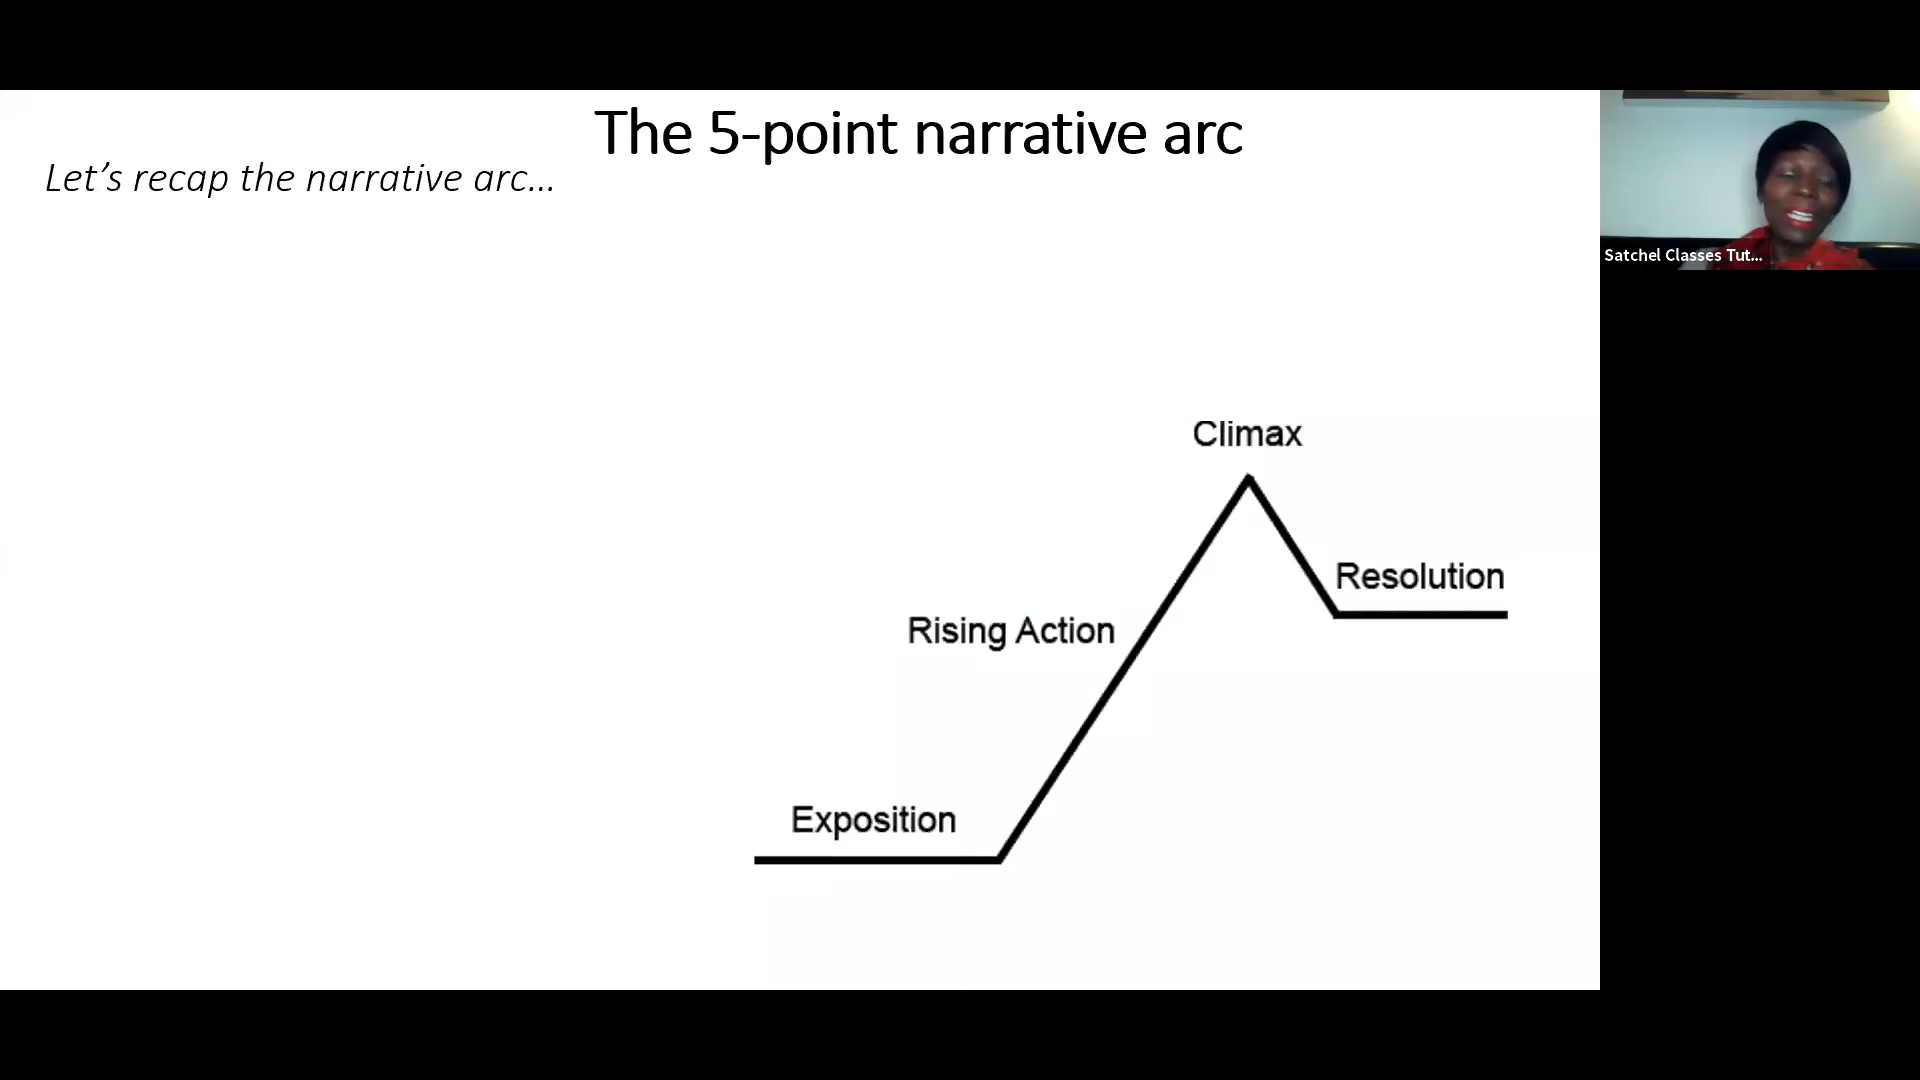 The 5-point narrative arc
Let’s recap the narrative arc...
Satchel Classes Tut...
Climax
Resolution
Rising Action
Exposition